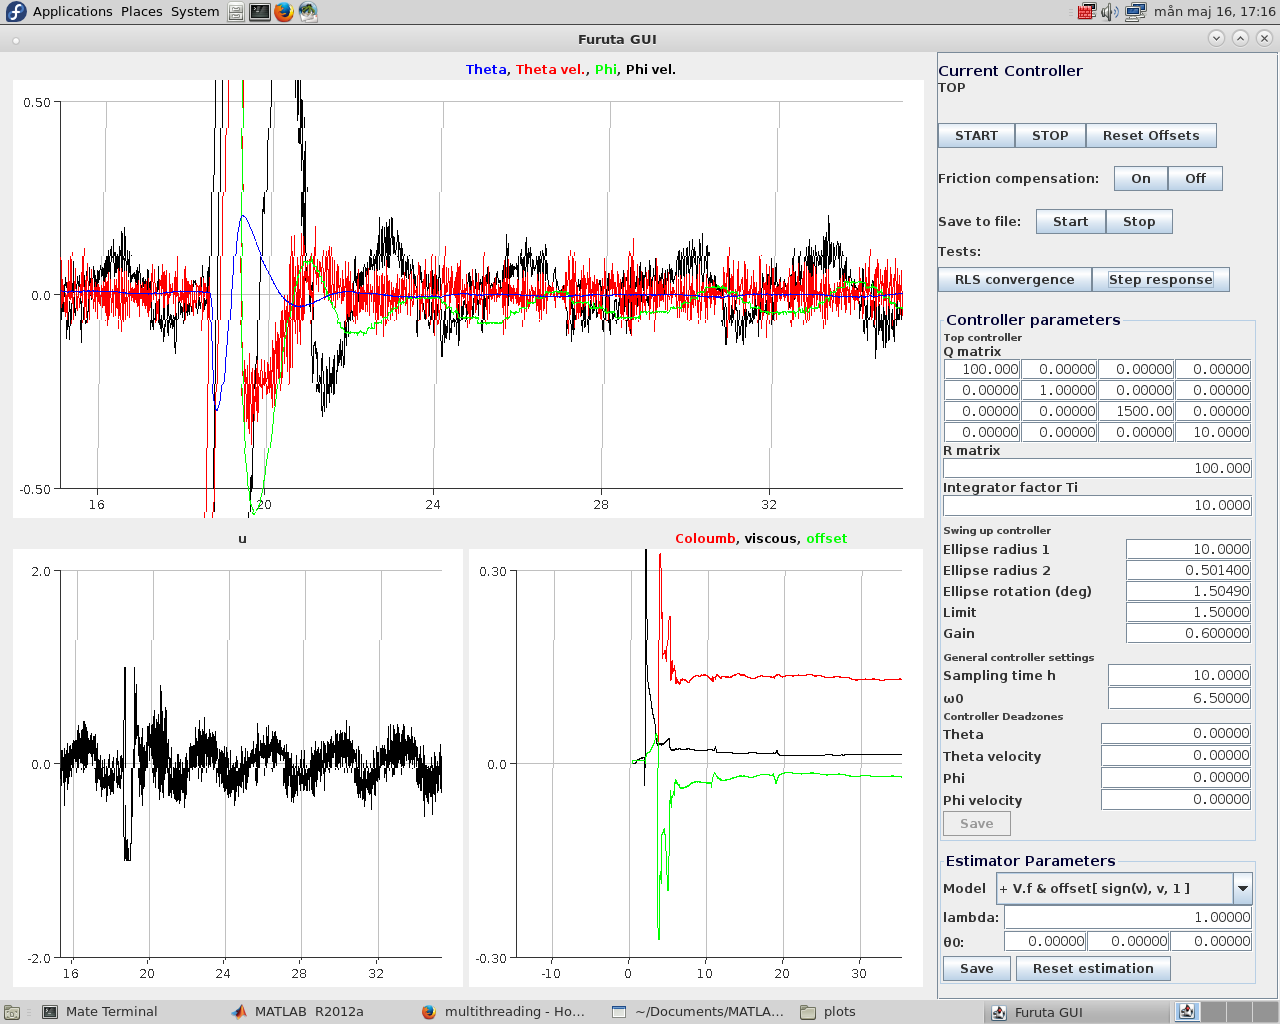 Applications Places System
mån maj 16, 17:16
Furuta GUI
Theta, Theta vel., Phi, Phi vel.
0.50
0.0
-0.50
16 20 24 28 32
u
2.0
0.0
-2.0
16 20 24 28 32
Coloumb, viscous, offset
0.30
0.0
-0.30
-10 0 10 20 30
Current Controller
TOP
START STOP Reset Offsets
Friction compensation: On Off
Save to file: Start Stop
Tests:
RLS convergence Step response
Controller parameters
Top controller
Q matrix
100.000 0.00000 0.00000 0.00000
0.00000 1.00000 0.00000 0.00000
0.00000 0.00000 1500.00 0.00000
0.00000 0.00000 0.00000 10.0000
R matrix
100.000
Integrator factor Ti
10.0000
Swing up controller
Ellipse radius 1 10.0000
Ellipse radius 2 0.501400
Ellipse rotation (deg) 1.50490
Limit 1.50000
Gain 0.600000
General controller settings
Sampling time h 10.0000
ω0 6.50000
Controller Deadzones
Theta 0.00000
Theta velocity 0.00000
Phi 0.00000
Phi velocity 0.00000
Save
Estimator Parameters
Model + V.f & offset[ sign(v), v, 1 ]
lambda: 1.00000
θ0: 0.00000 0.00000 0.00000
Save Reset estimation
Mate Terminal MATLAB R2012a multithreading - Ho... ~/Documents/MATLA... plots Furuta GUI